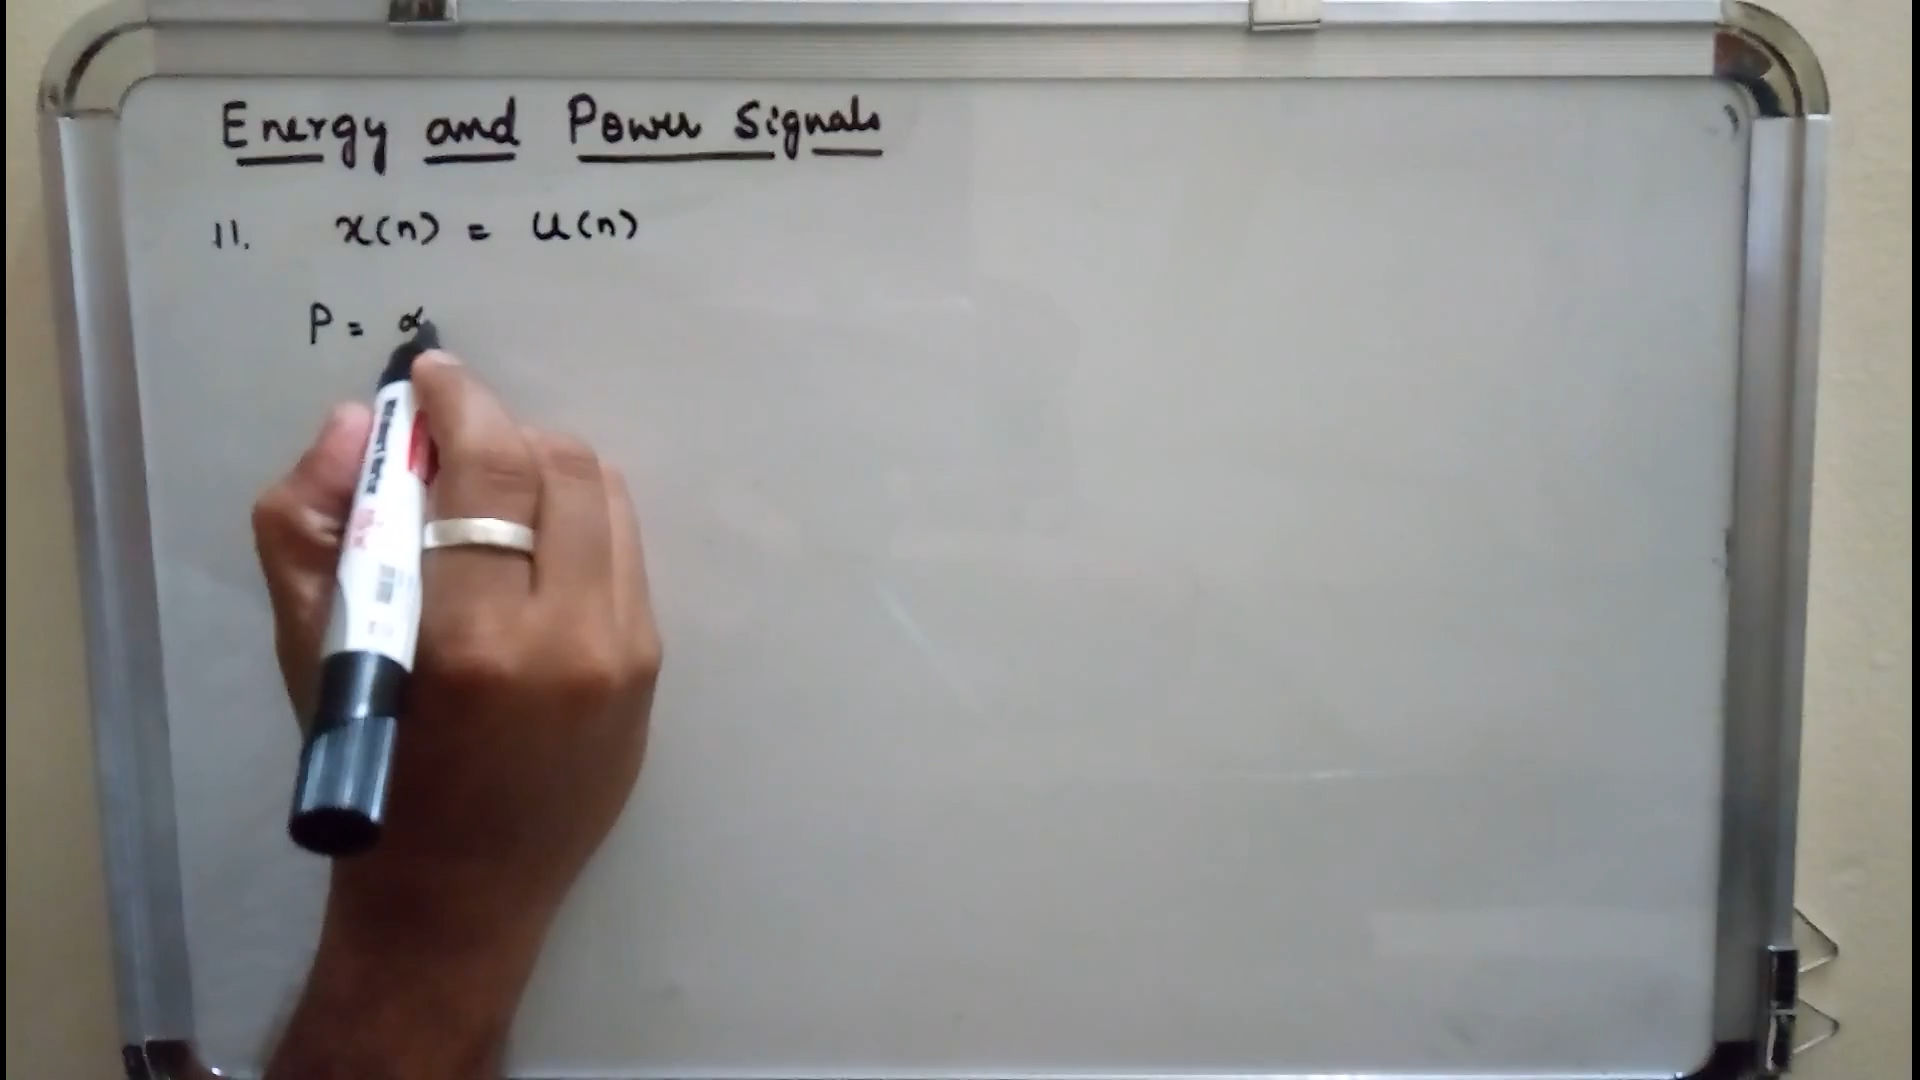 Energy and Power Signals
11. x(n) = u(n)
P = α